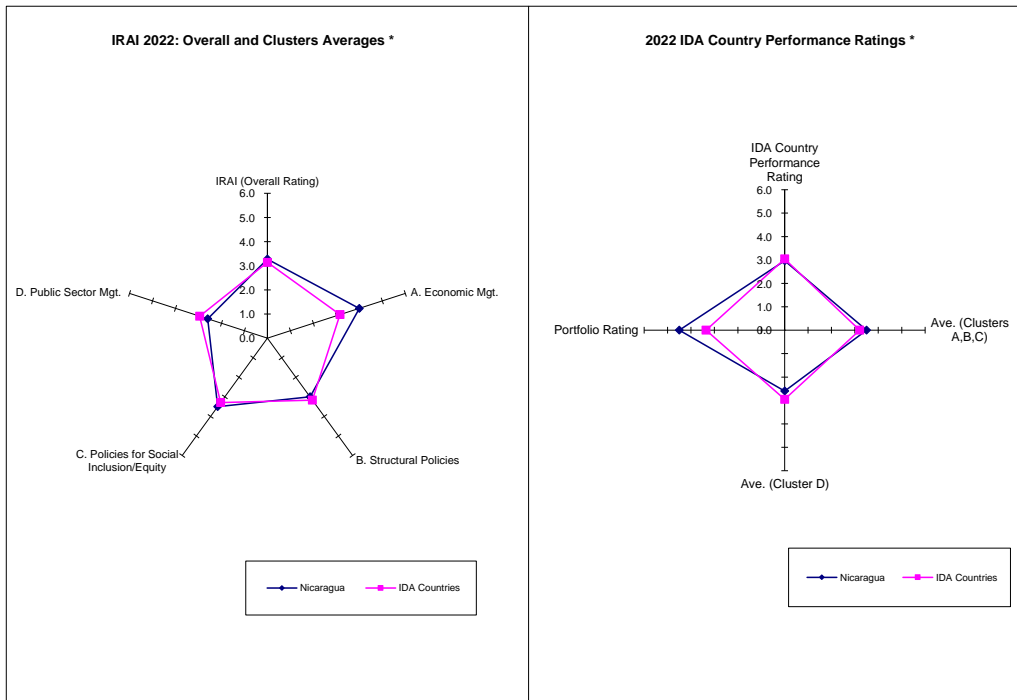 IRAI 2022: Overall and Clusters Averages *
IRAI (Overall Rating)
6.0
5.0
4.0
3.0
2.0
1.0
0.0
A. Economic Mgt.
B. Structural Policies
C. Policies for Social
Inclusion/Equity
D. Public Sector Mgt.
Nicaragua
IDA Countries
2022 IDA Country Performance Ratings *
IDA Country
Performance
Rating
6.0
5.0
4.0
3.0
2.0
1.0
0.0
Ave. (Clusters
A,B,C)
Ave. (Cluster D)
Portfolio Rating
Nicaragua
IDA Countries